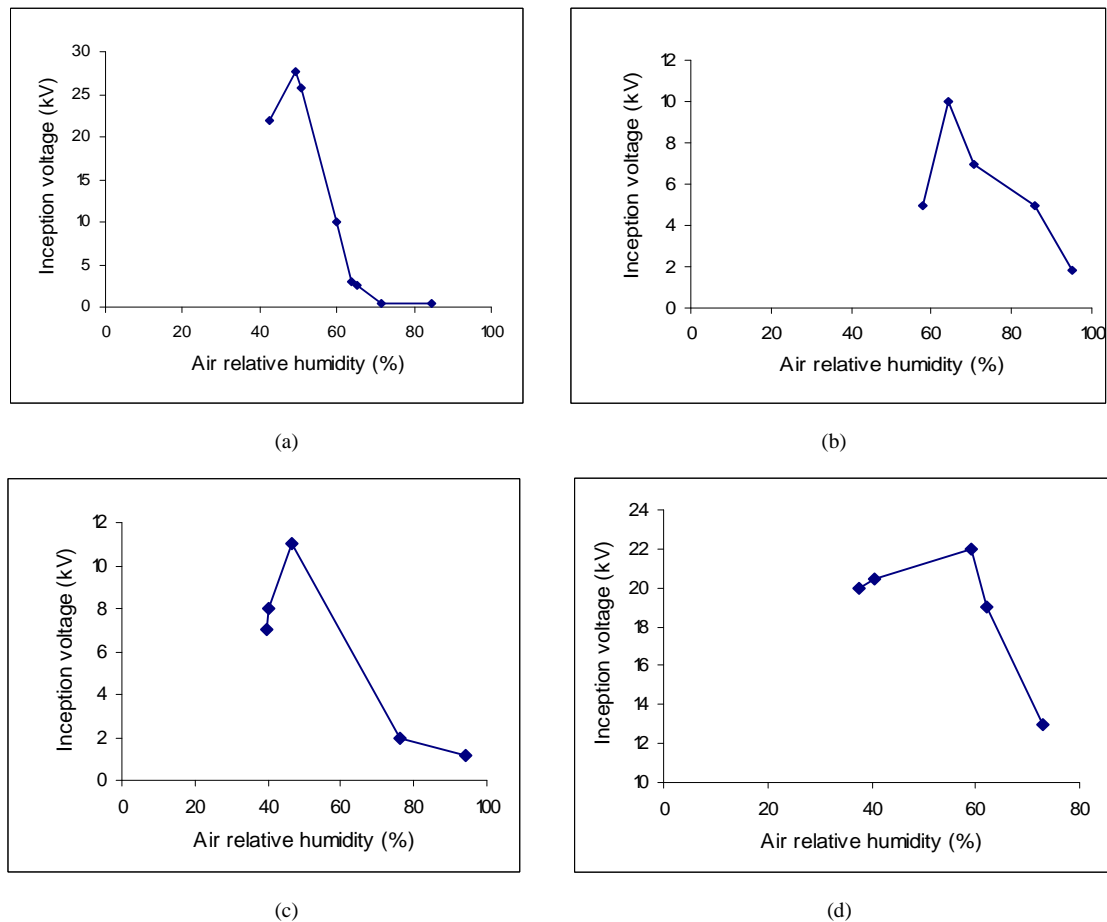 30
25
20
15
10
5
0
0 20 40 60 80 100
Inception voltage (kV)
Air relative humidity (%)
(a)
12
10
8
6
4
2
0
0 20 40 60 80 100
Inception voltage (kV)
Air relative humidity (%)
(b)
12
10
8
6
4
2
0
0 20 40 60 80 100
Inception voltage (kV)
Air relative humidity (%)
(c)
24
22
20
18
16
14
12
10
0 20 40 60 80
Inception voltage (kV)
Air relative humidity (%)
(d)